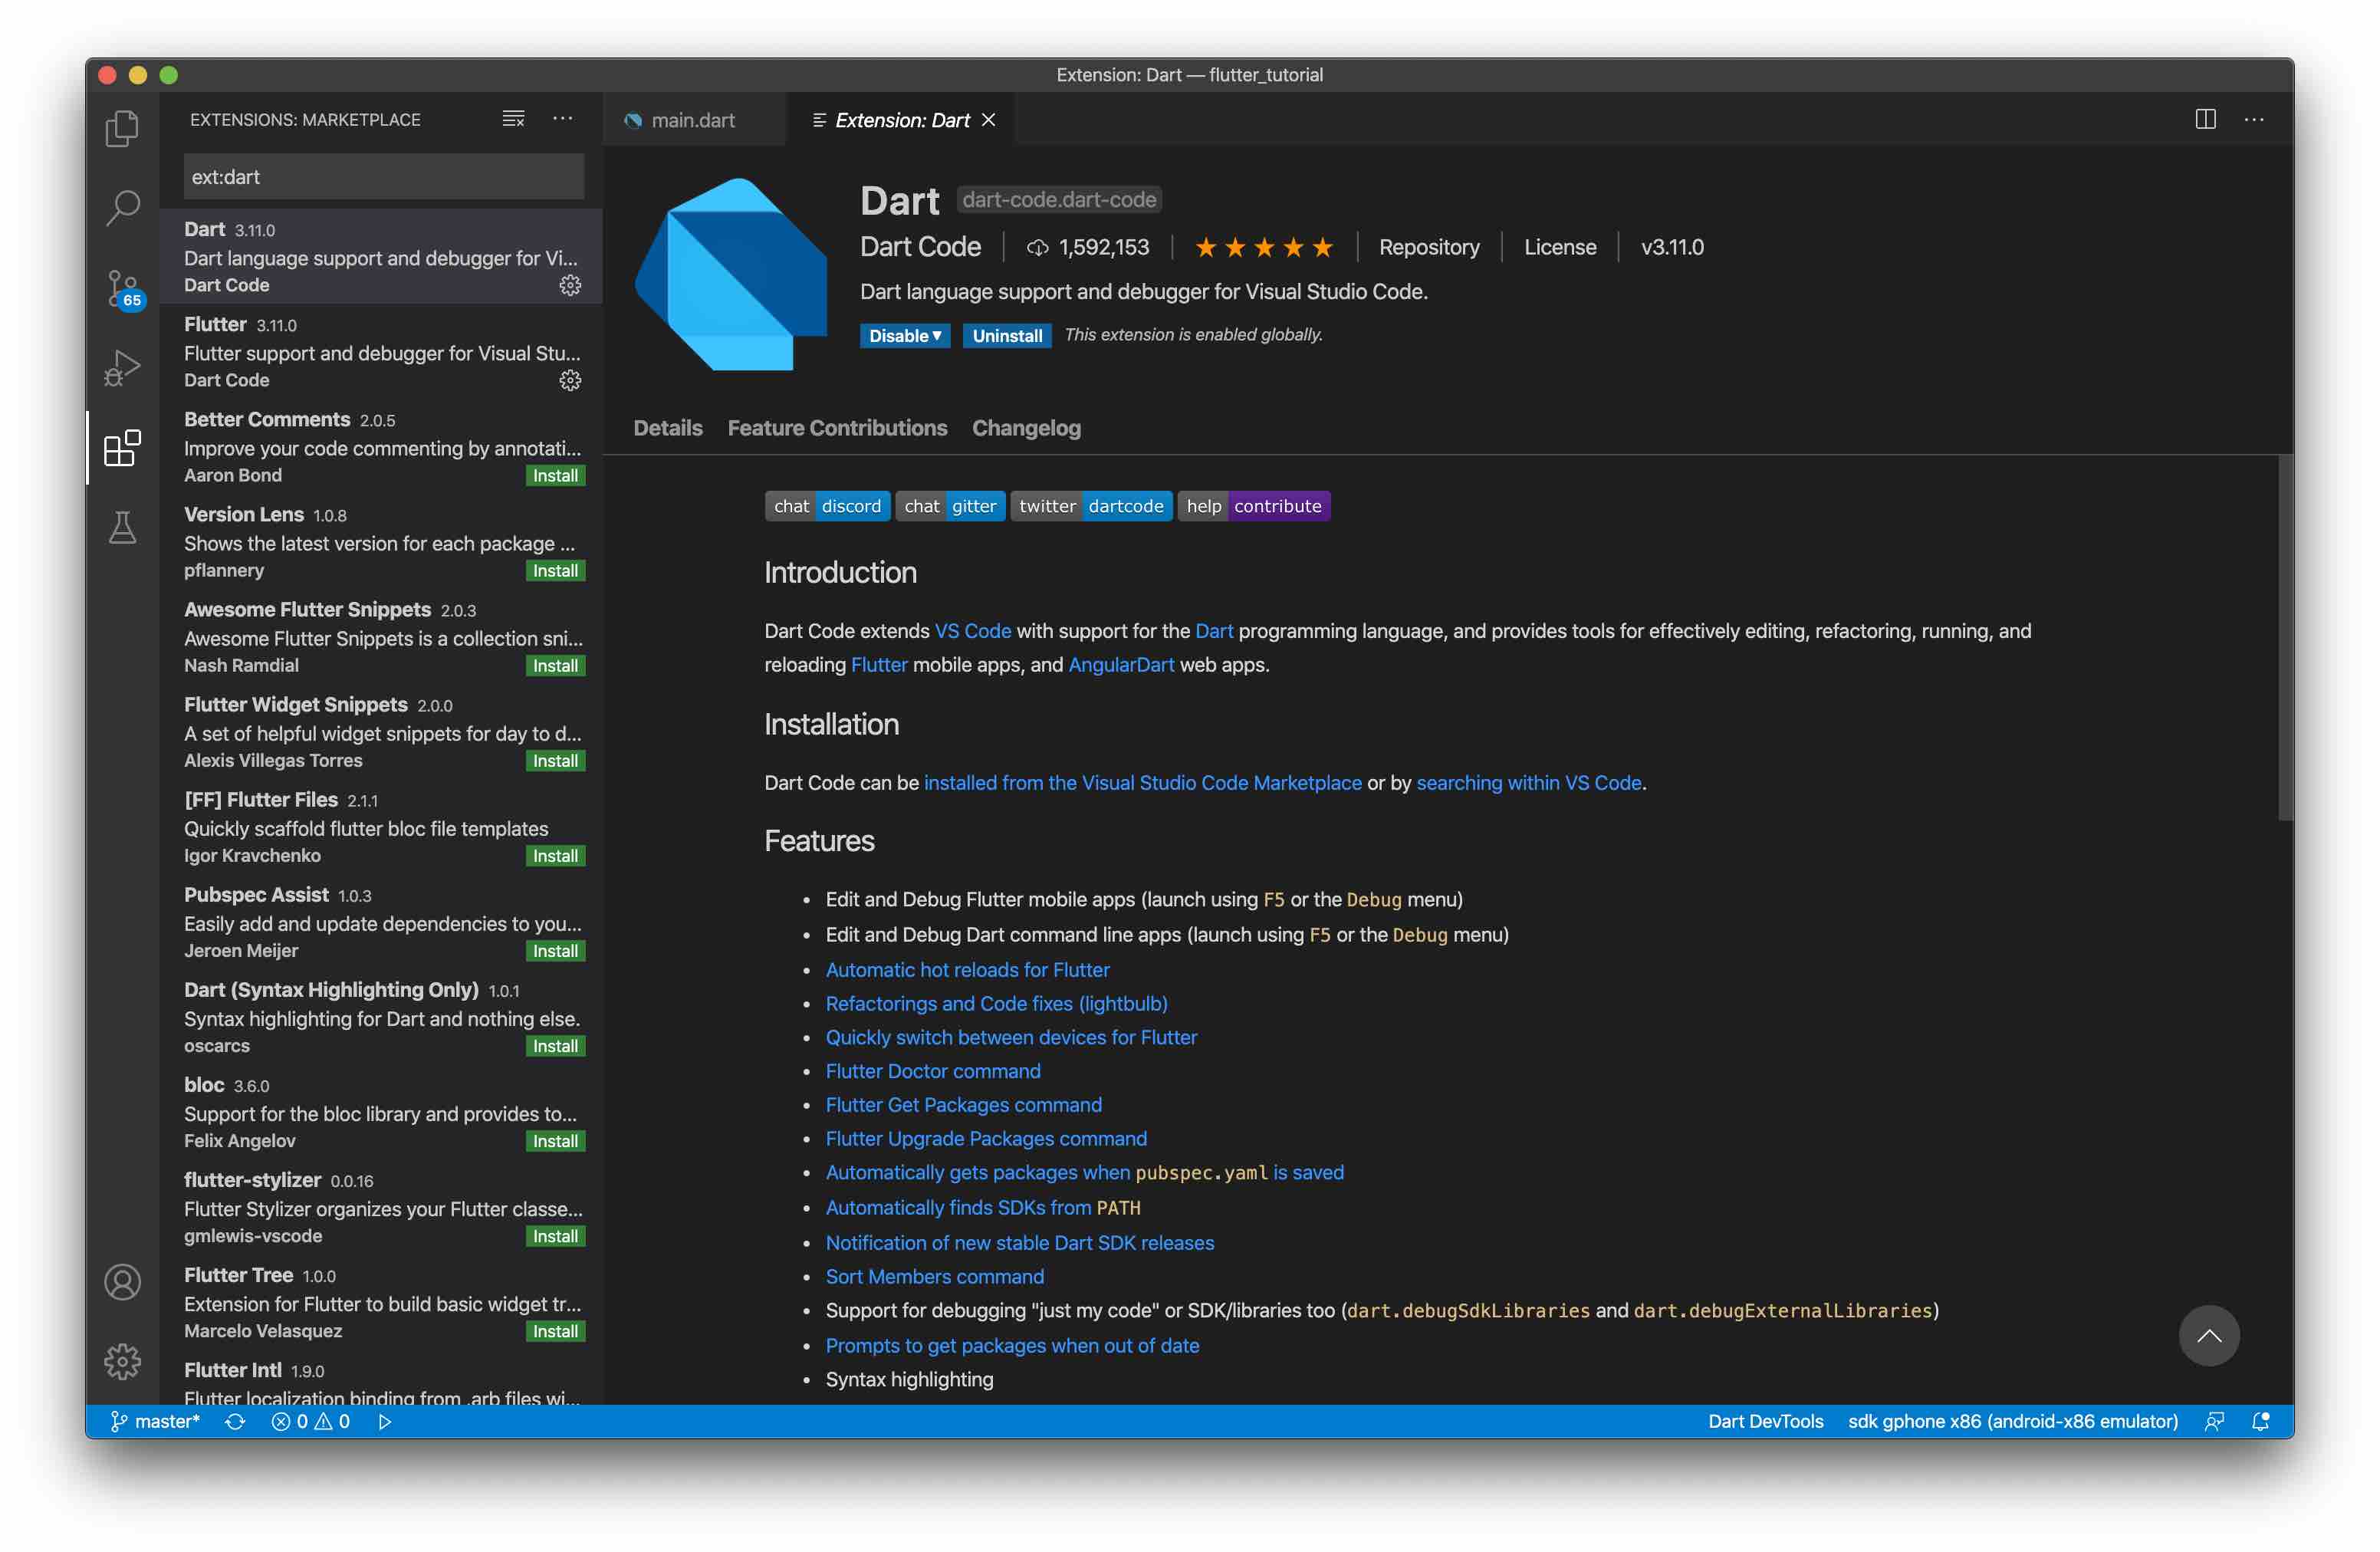 Extension: Dart — flutter_tutorial
EXTENSIONS: MARKETPLACE
ext:dart
Dart 3.11.0
Dart language support and debugger for Vi...
Dart Code
Flutter 3.11.0
Flutter support and debugger for Visual Stu...
Dart Code
Better Comments 2.0.5
Improve your code commenting by annotati...
Aaron Bond Install
Version Lens 1.0.8
Shows the latest version for each package ...
pflannery Install
Awesome Flutter Snippets 2.0.3
Awesome Flutter Snippets is a collection sni...
Nash Ramdial Install
Flutter Widget Snippets 2.0.0
A set of helpful widget snippets for day to d...
Alexis Villegas Torres Install
[FF] Flutter Files 2.1.1
Quickly scaffold flutter bloc file templates
Igor Kravchenko Install
Pubspec Assist 1.0.3
Easily add and update dependencies to you...
Jeroen Meijer Install
Dart (Syntax Highlighting Only) 1.0.1
Syntax highlighting for Dart and nothing else.
oscarcs Install
bloc 3.6.0
Support for the bloc library and provides to...
Felix Angelov Install
flutter-stylizer 0.0.16
Flutter Stylizer organizes your Flutter classe...
gmlewis-vscode Install
Flutter Tree 1.0.0
Extension for Flutter to build basic widget tr...
Marcelo Velasquez Install
Flutter Intl 1.9.0
Flutter localization binding from .arb files wi...
65
main.dart
Extension: Dart
Dart dart-code.dart-code
Dart Code 1,592,153 Repository License v3.11.0
Dart language support and debugger for Visual Studio Code.
Disable Uninstall This extension is enabled globally.
Details Feature Contributions Changelog
chat discord chat gitter twitter dartcode help contribute
Introduction
Dart Code extends VS Code with support for the Dart programming language, and provides tools for effectively editing, refactoring, running, and
reloading Flutter mobile apps, and AngularDart web apps.
Installation
Dart Code can be installed from the Visual Studio Code Marketplace or by searching within VS Code.
Features
• Edit and Debug Flutter mobile apps (launch using F5 or the Debug menu)
• Edit and Debug Dart command line apps (launch using F5 or the Debug menu)
• Automatic hot reloads for Flutter
• Refactorings and Code fixes (lightbulb)
• Quickly switch between devices for Flutter
• Flutter Doctor command
• Flutter Get Packages command
• Flutter Upgrade Packages command
• Automatically gets packages when pubspec.yaml is saved
• Automatically finds SDKs from PATH
• Notification of new stable Dart SDK releases
• Sort Members command
• Support for debugging "just my code" or SDK/libraries too (dart.debugSdkLibraries and dart.debugExternalLibraries)
• Prompts to get packages when out of date
• Syntax highlighting
master* 0 0 Dart DevTools sdk gphone x86 (android-x86 emulator)